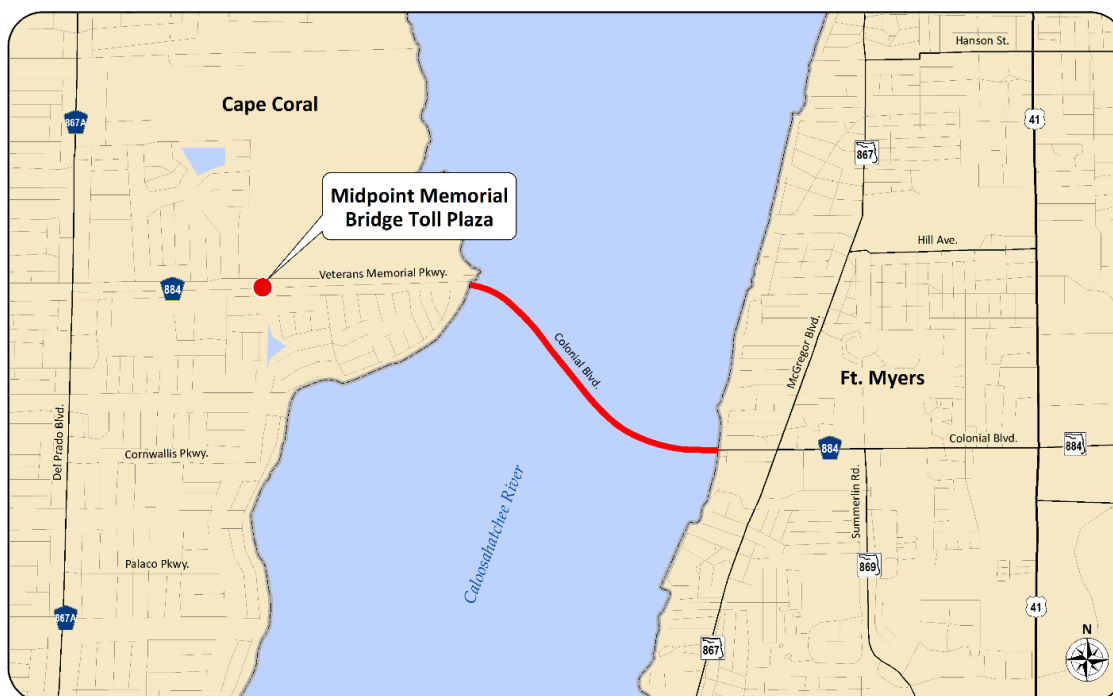 Hanson St.
Cape Coral
867A
41
867
Midpoint Memorial
Bridge Toll Plaza
Hill Ave.
Veterans Memorial Pkwy.
884
Colonial Blvd.
McGregor Blvd.
Ft. Myers
Del Prado Blvd.
Cornwallis Pkwy.
884
Colonial Blvd.
884
Summerlin Rd.
Caloosahatchee River
Palaco Pkwy.
869
867A
41
867
N